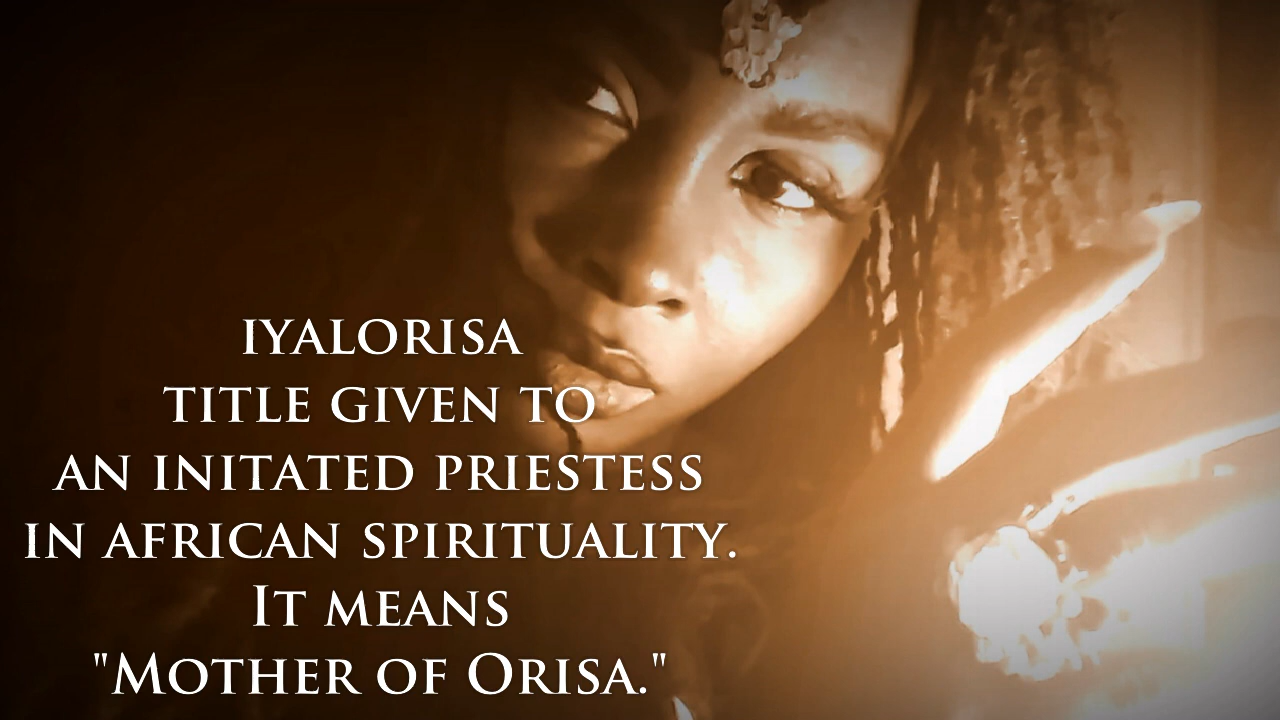 IYALORISA
TITLE GIVEN TO
AN INITATED PRIESTESS
IN AFRICAN SPIRITUALITY.
IT MEANS
"MOTHER OF ORISA."